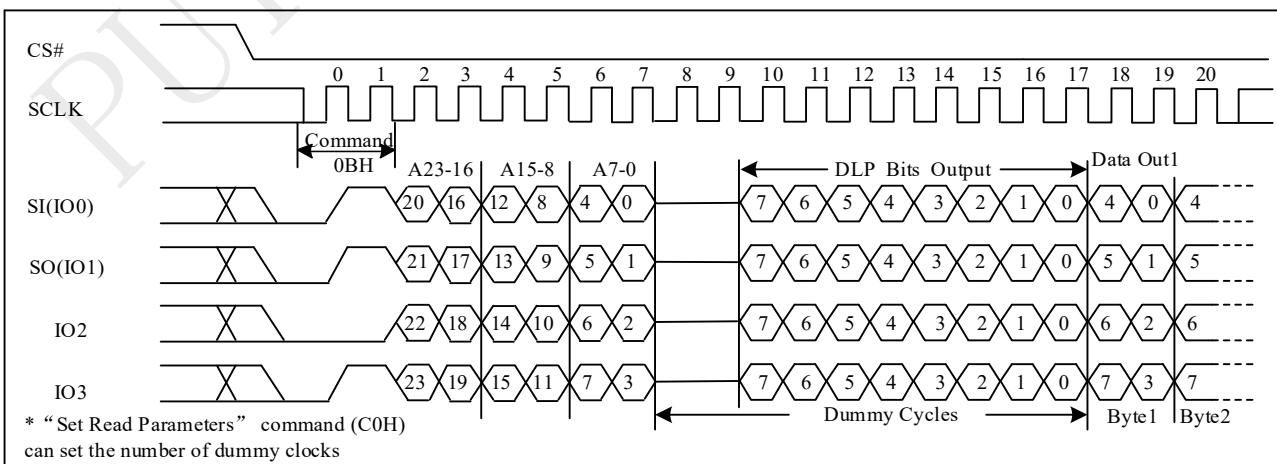 PUY
CS#
0 1 2 3 4 5 6 7 8 9 10 11 12 13 14 15 16 17 18 19 20
SCLK
Command
0BH
A23-16 A15-8 A7-0 DLP Bits Output Data Out1
SI(IO0) 20 16 12 8 4 0 7 6 5 4 3 2 1 0 4 0 4
SO(IO1) 21 17 13 9 5 1 7 6 5 4 3 2 1 0 5 1 5
IO2 22 18 14 10 6 2 7 6 5 4 3 2 1 0 6 2 6
IO3 23 19 15 11 7 3 7 6 5 4 3 2 1 0 7 3 7
Dummy Cycles Byte1 Byte2
* “Set Read Parameters” command (C0H)
can set the number of dummy clocks